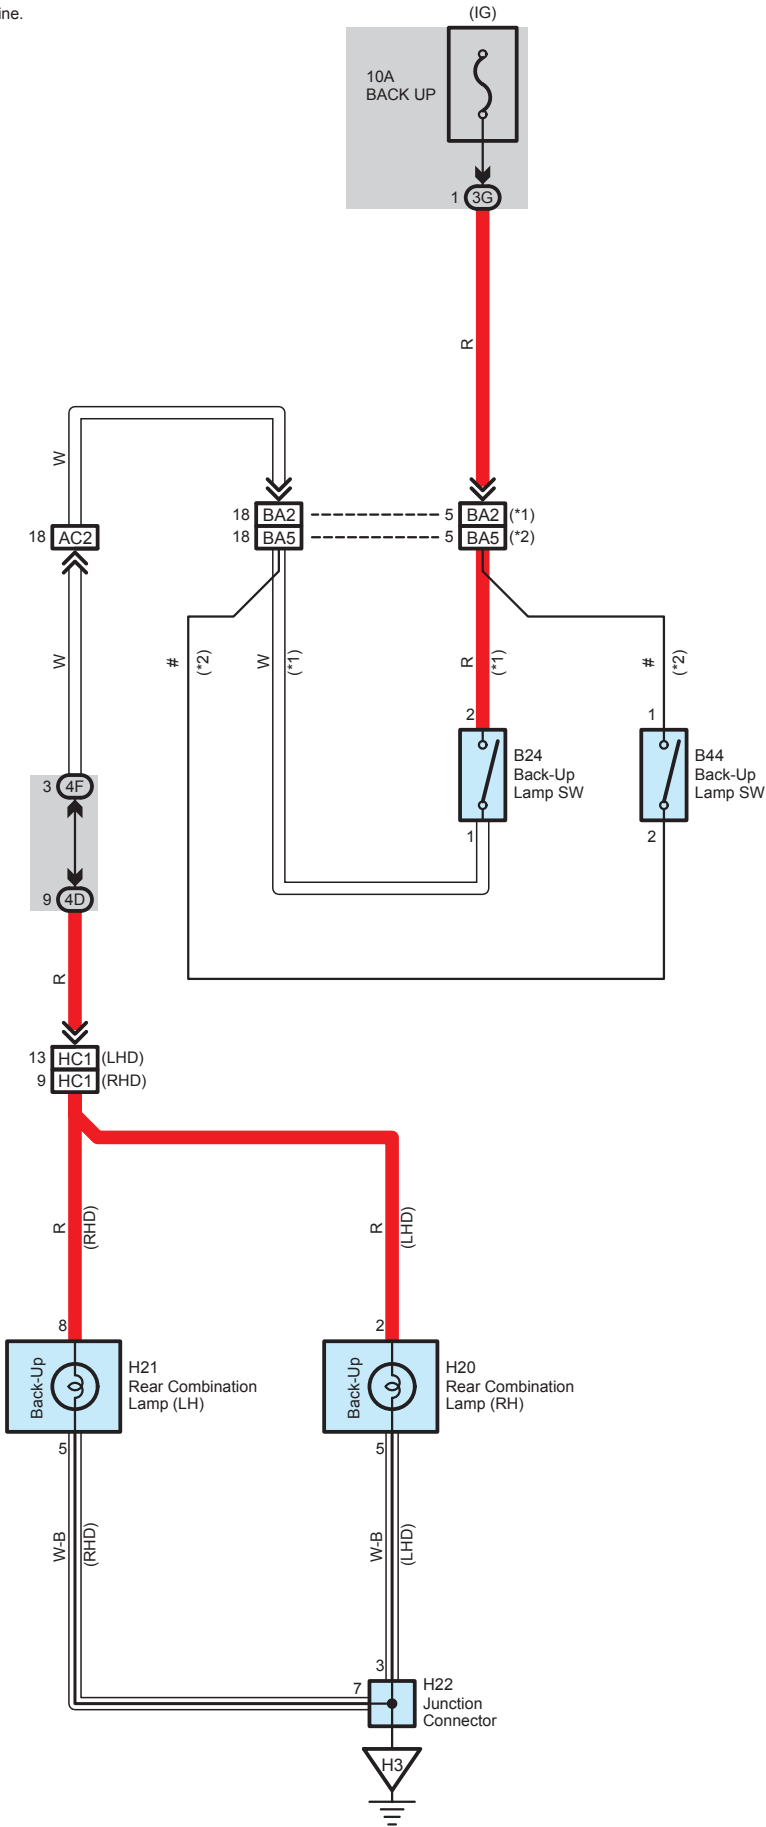 ine.
(IG)
10A
BACK UP
1 3G
R
W
18 BA2
5 BA2 (*1)
18 BA5
5 BA5 (*2)
18 AC2
W
#
(*2)
W
(*1)
R
(*1)
#
(*2)
2
1
B24
Back-Up
Lamp SW
B44
Back-Up
Lamp SW
3 4F
1
2
9 4D
R
13 HC1 (LHD)
9 HC1 (RHD)
R
(RHD)
R
(LHD)
8
2
Back-Up
H21
Rear Combination
Lamp (LH)
Back-Up
H20
Rear Combination
Lamp (RH)
5
5
W-B
(RHD)
W-B
(LHD)
3
7
H22
Junction
Connector
H3